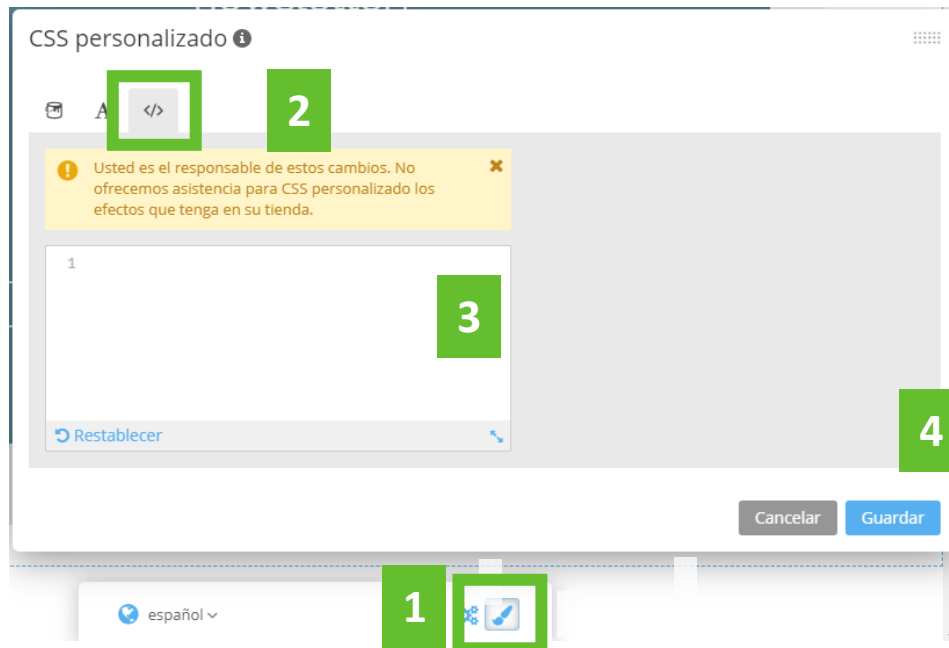 CSS personalizado
A
</>
2
Usted es el responsable de estos cambios. No
ofrecemos asistencia para CSS personalizado los
efectos que tenga en su tienda.
1
3
Restablecer
4
Cancelar
Guardar
español
1